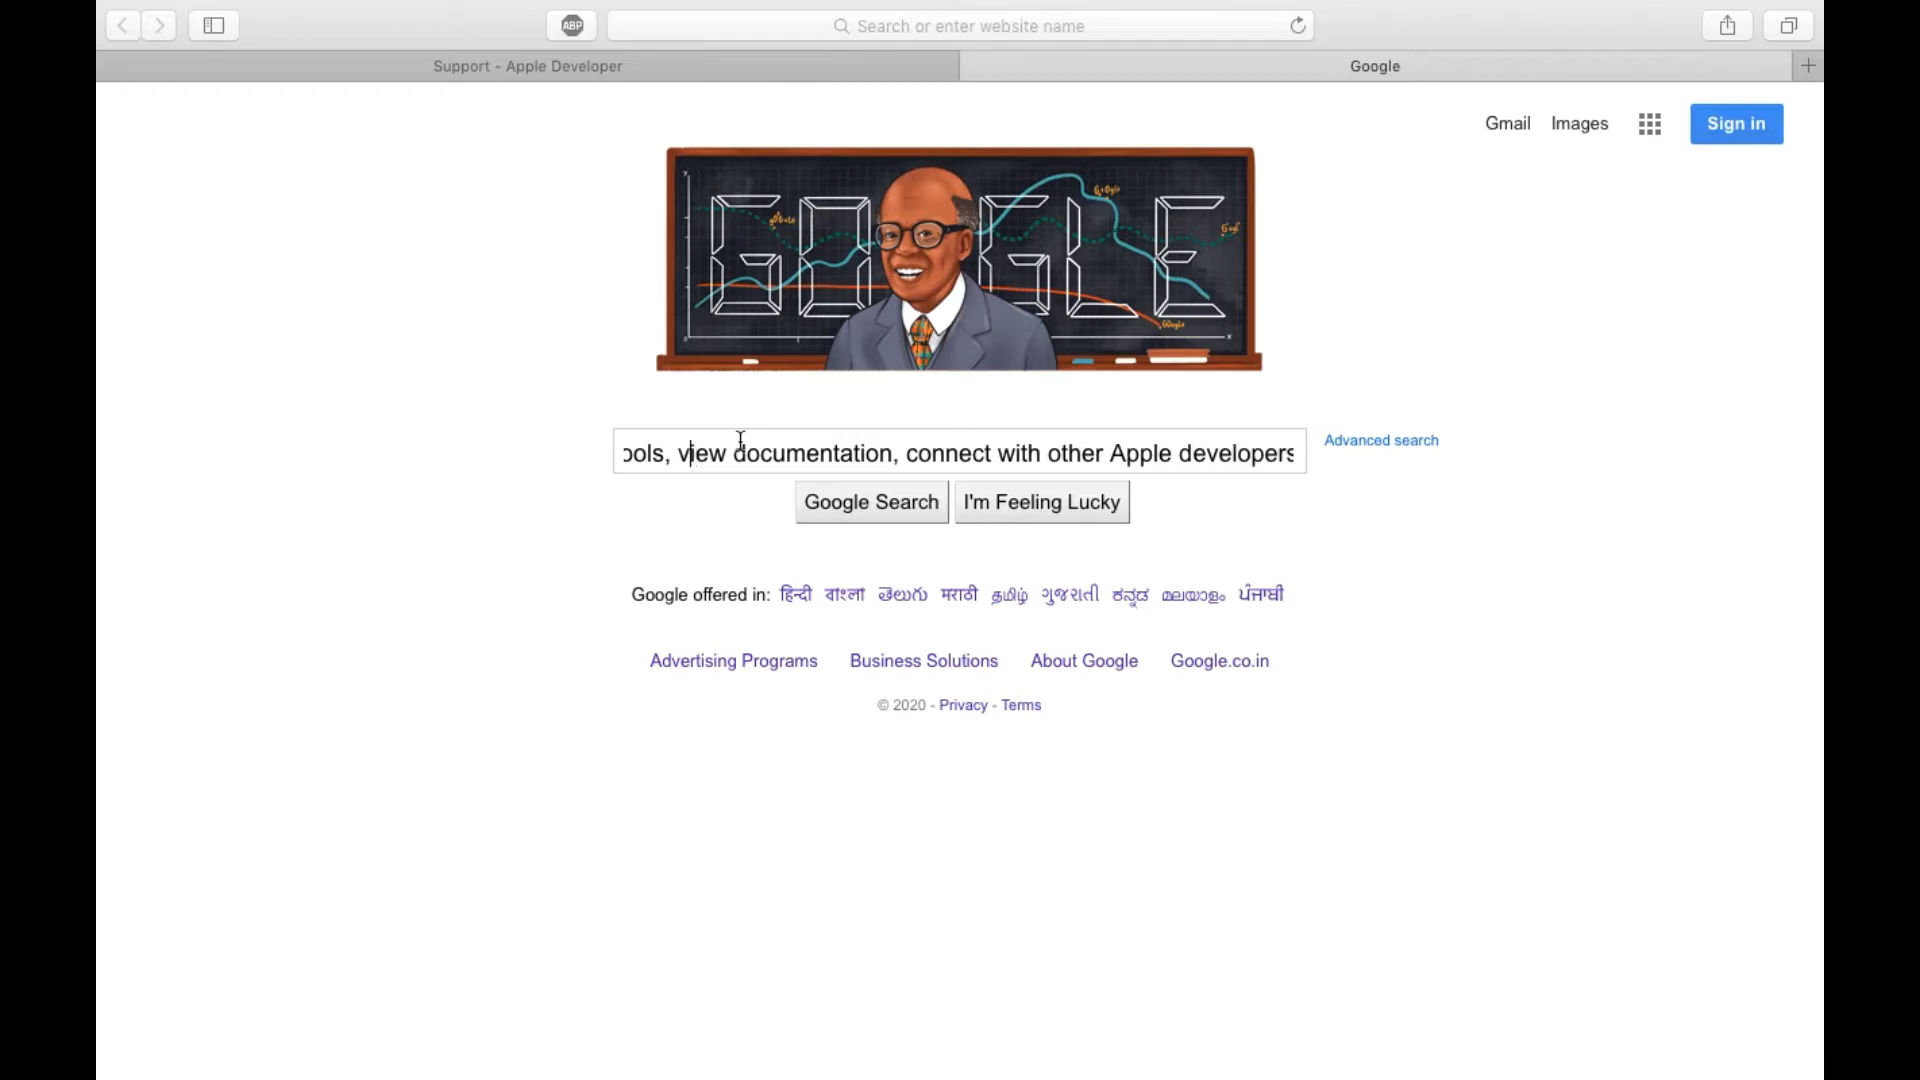 ABP
Search or enter website name
Support - Apple Developer
Google
Gmail Images
Sign in
GOGLE
ools, view documentation, connect with other Apple developers
Advanced search
Google Search
I'm Feeling Lucky
Google offered in: हिन्दी বাংলা తెలుగు मराठी தமிழ் ગુજરાતી ಕನ್ನಡ മലയാളം ਪੰਜਾਬੀ
Advertising Programs Business Solutions About Google Google.co.in
© 2020 - Privacy - Terms